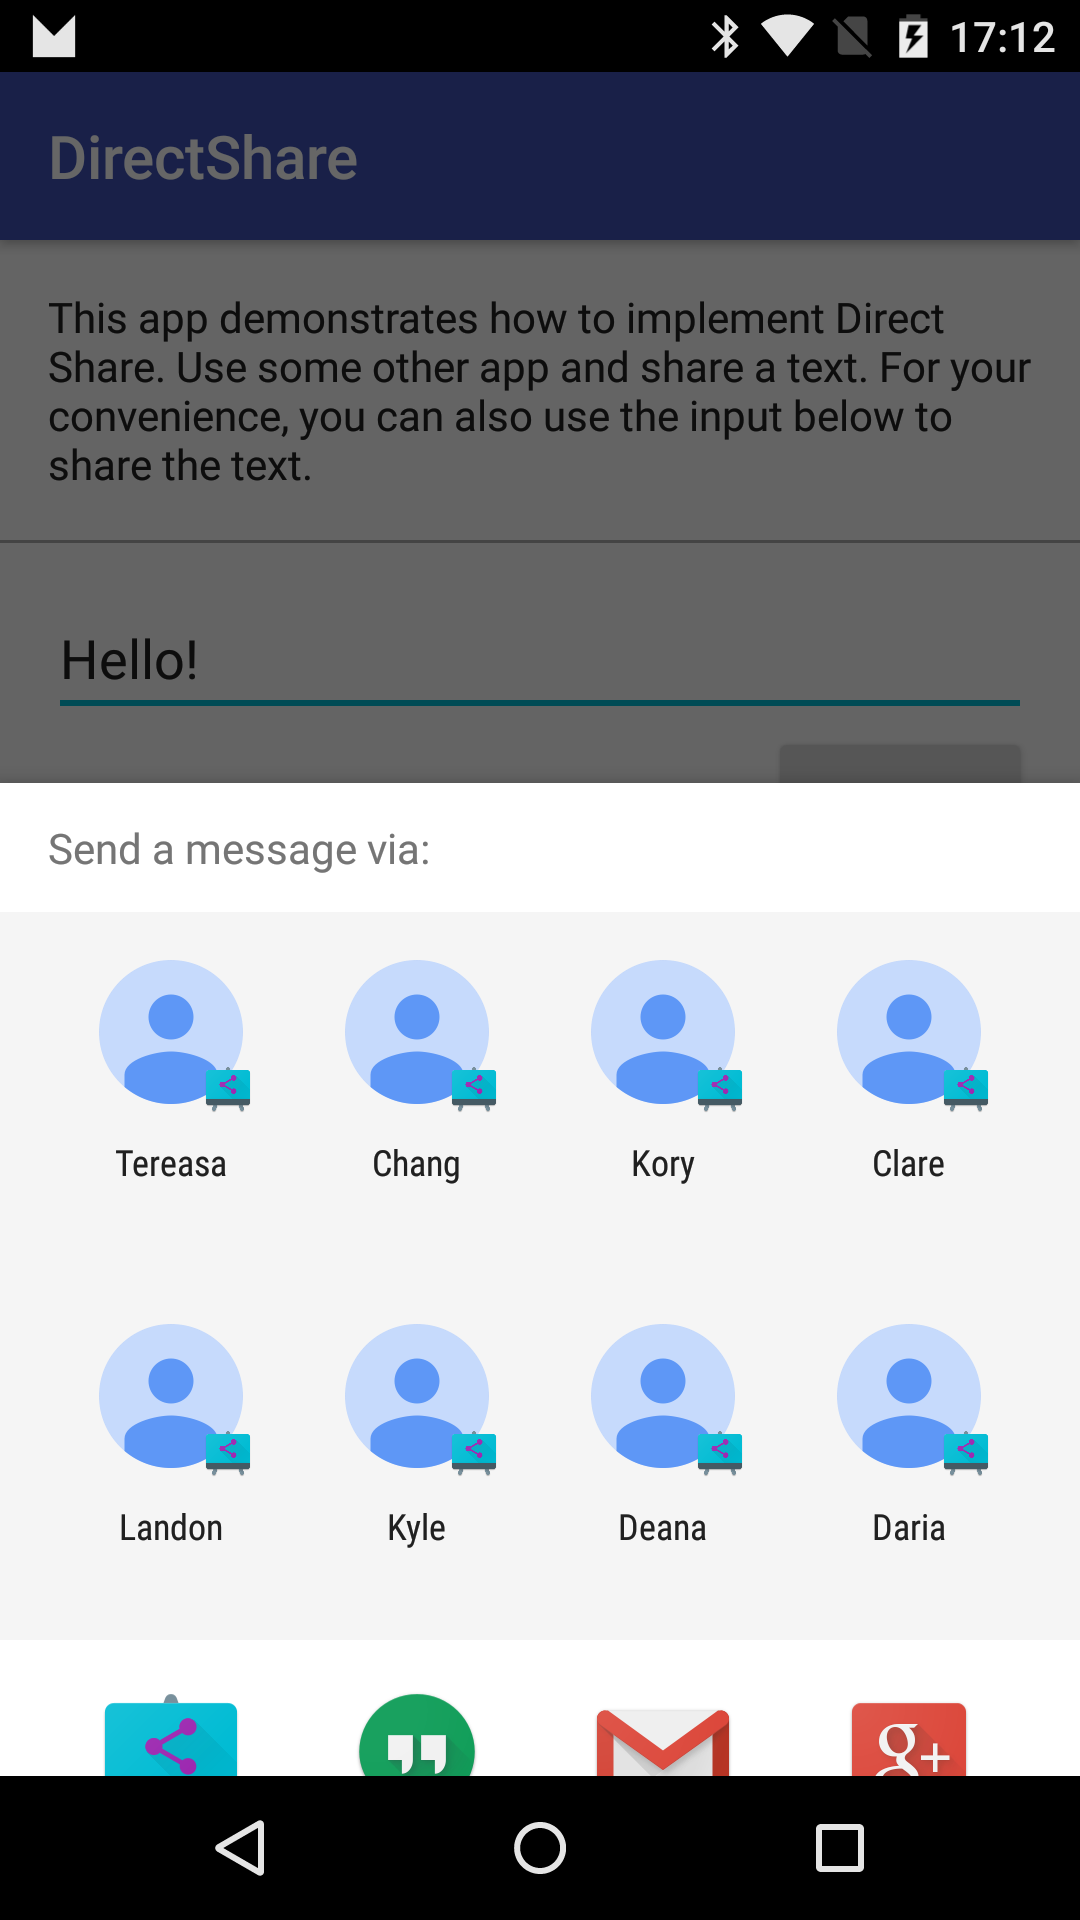 17:12
DirectShare
This app demonstrates how to implement Direct
Share. Use some other app and share a text. For your
convenience, you can also use the input below to
share the text.
Hello!
Send a message via:
Tereasa Chang Kory Clare
Landon Kyle Deana Daria
g+